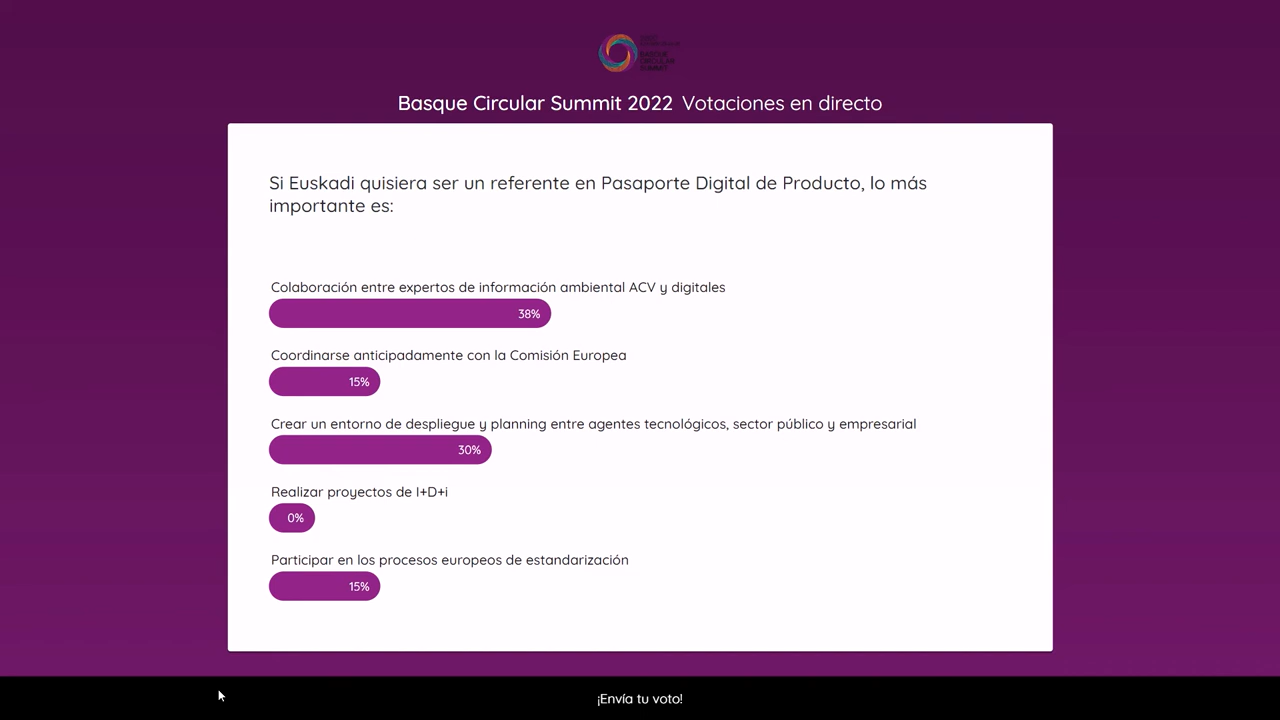 BASQUE
CIRCULAR
SUMMIT
Basque Circular Summit 2022 Votaciones en directo
Si Euskadi quisiera ser un referente en Pasaporte Digital de Producto, lo más
importante es:
Colaboración entre expertos de información ambiental ACV y digitales
38%
Coordinarse anticipadamente con la Comisión Europea
15%
Crear un entorno de despliegue y planning entre agentes tecnológicos, sector público y empresarial
30%
Realizar proyectos de I+D+i
0%
Participar en los procesos europeos de estandarización
15%
¡Envía tu voto!